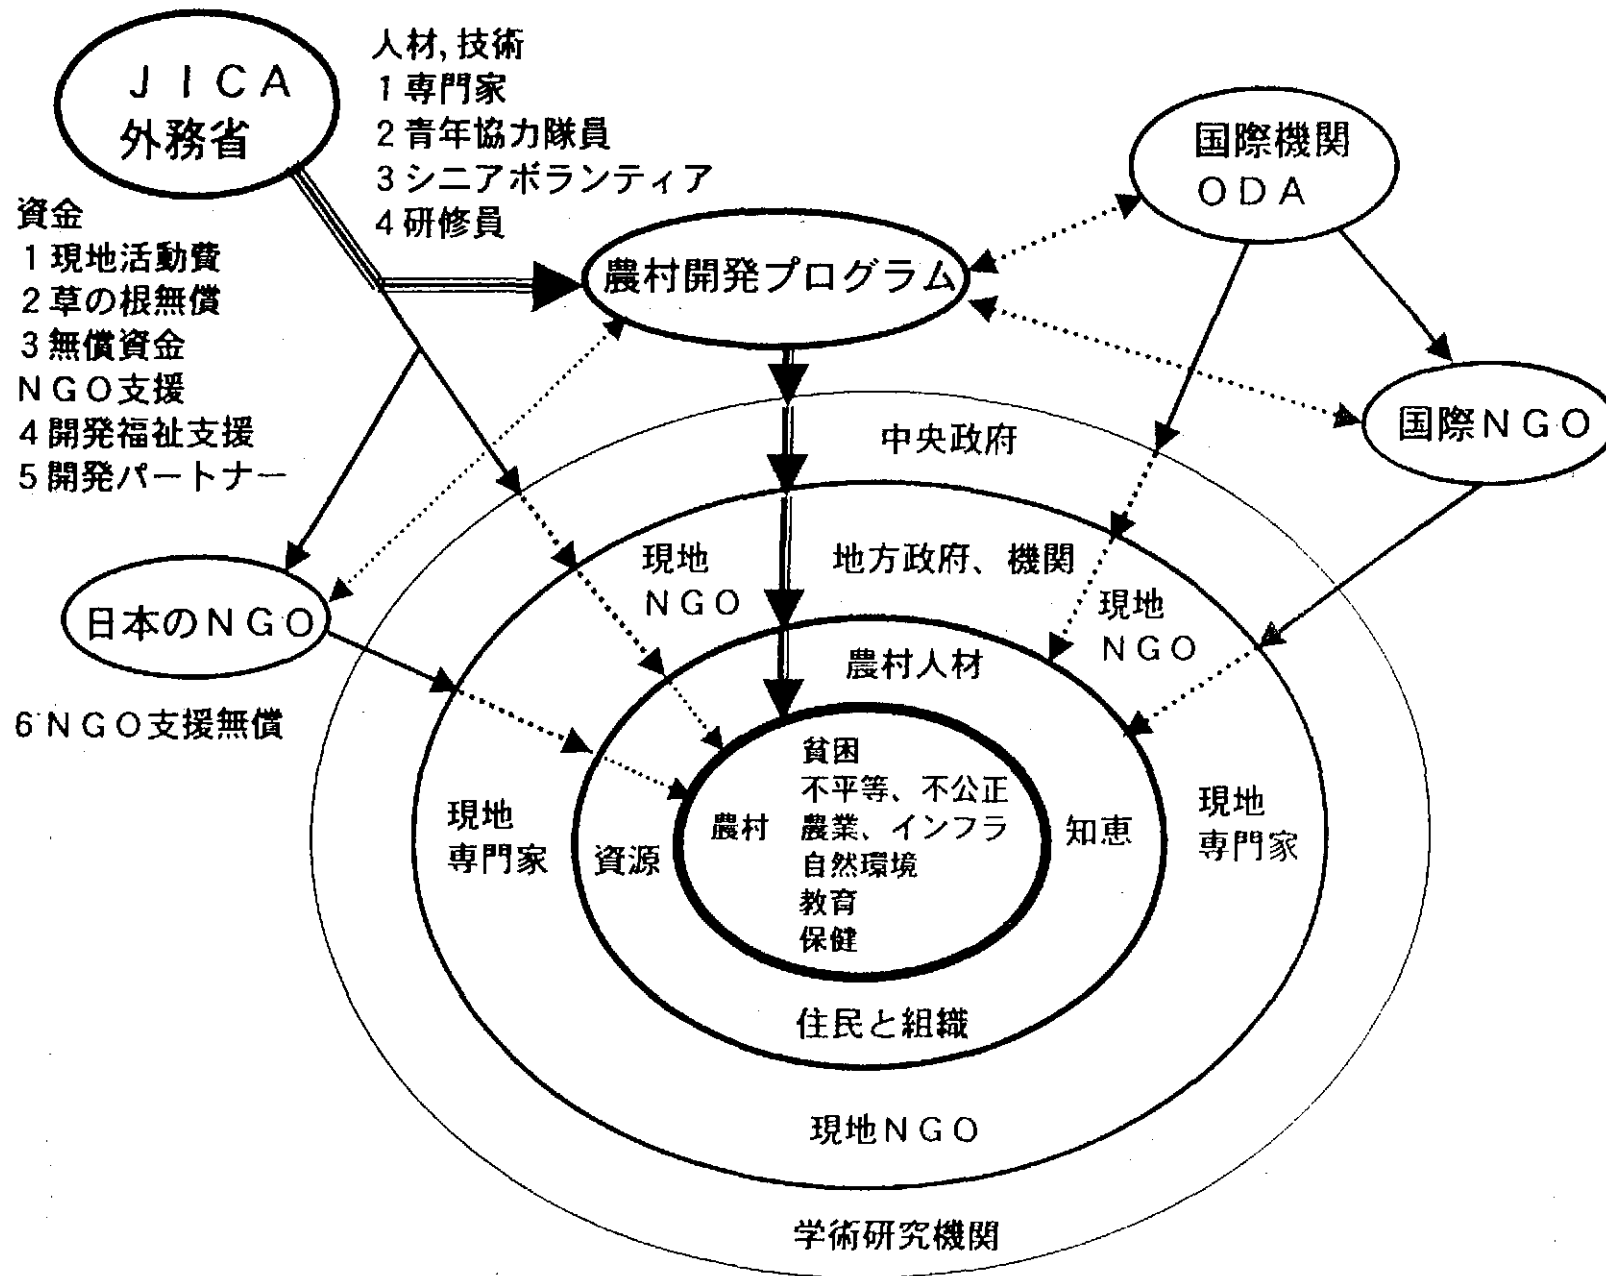 JICA
外務省
人材,技術
1専門家
2青年協力隊員
3シニアボランティア
4研修員
国際機関
ODA
資金
1現地活動費
2草の根無償
3無償資金
NGO支援
4開発福祉支援
5開発パートナー
農村開発プログラム
国際NGO
中央政府
現地
NGO
地方政府、機関
現地
NGO
日本のNGO
6NGO支援無償
農村人材
貧困
不平等、不公正
農村 農業、インフラ
自然環境
教育
保健
現地
専門家
資源
知恵
現地
専門家
住民と組織
現地NGO
学術研究機関